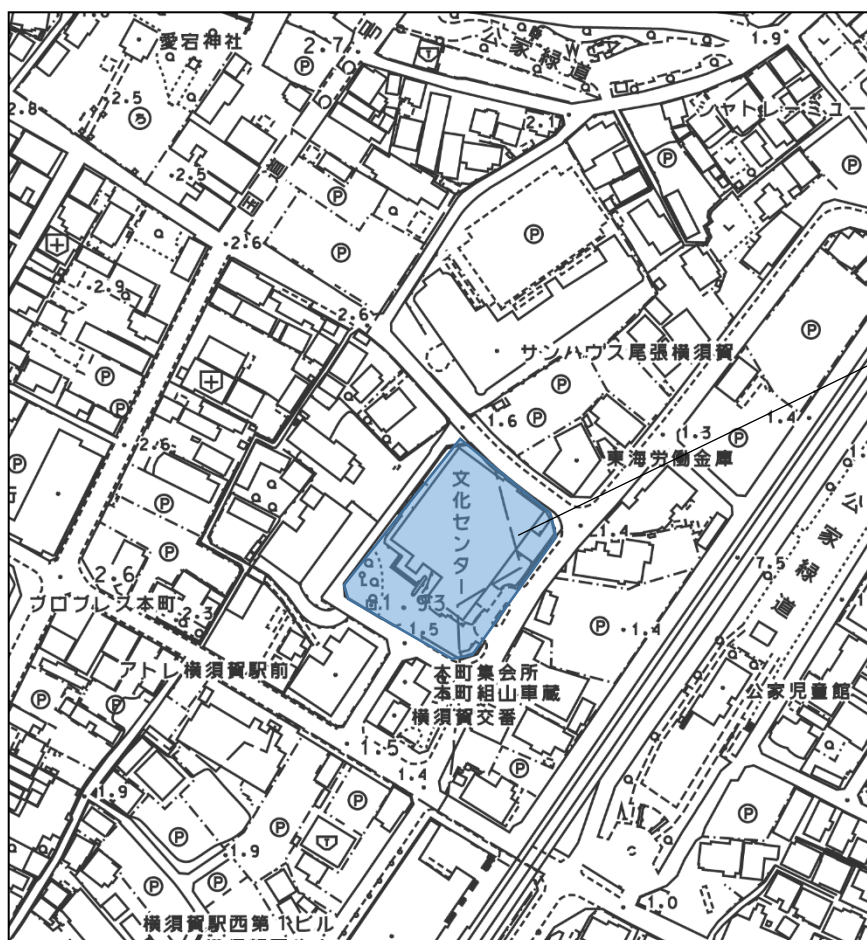 愛宕神社
2.7
公家緑道
1.9
2.5
2.8
2.1
シャトレーミユー
2.5
国道
2.6
2.9
2.6
サンハウス尾張横須賀
1.6
1.4
1.3
2.6
東海労働金庫
文化センター
1.4
公家緑道
7.5
2.6
プロプレス本町
2.3
1.93
1.5
1.4
アトレ横須賀駅前
本町集会所
本町組山車蔵
横須賀交番
公家児童館
1.5
1.4
1.9
1.9
1.0
横須賀駅西第1ビル